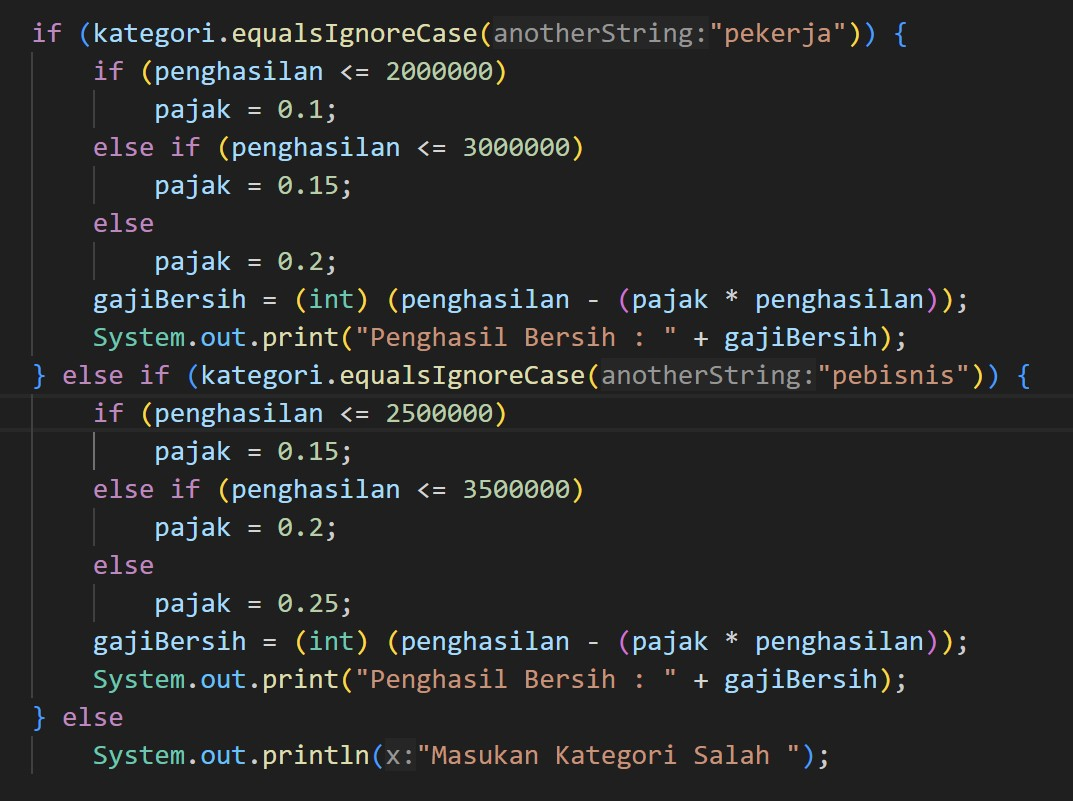 if (kategori.equalsIgnoreCase(anotherString:"pekerja")) {
    if (penghasilan <= 2000000)
        pajak = 0.1;
    else if (penghasilan <= 3000000)
        pajak = 0.15;
    else
        pajak = 0.2;
    gajiBersih = (int) (penghasilan - (pajak * penghasilan));
    System.out.print("Penghasil Bersih : " + gajiBersih);
} else if (kategori.equalsIgnoreCase(anotherString:"pebisnis")) {
    if (penghasilan <= 2500000)
        pajak = 0.15;
    else if (penghasilan <= 3500000)
        pajak = 0.2;
    else
        pajak = 0.25;
    gajiBersih = (int) (penghasilan - (pajak * penghasilan));
    System.out.print("Penghasil Bersih : " + gajiBersih);
} else
    System.out.println(x:"Masukan Kategori Salah ");